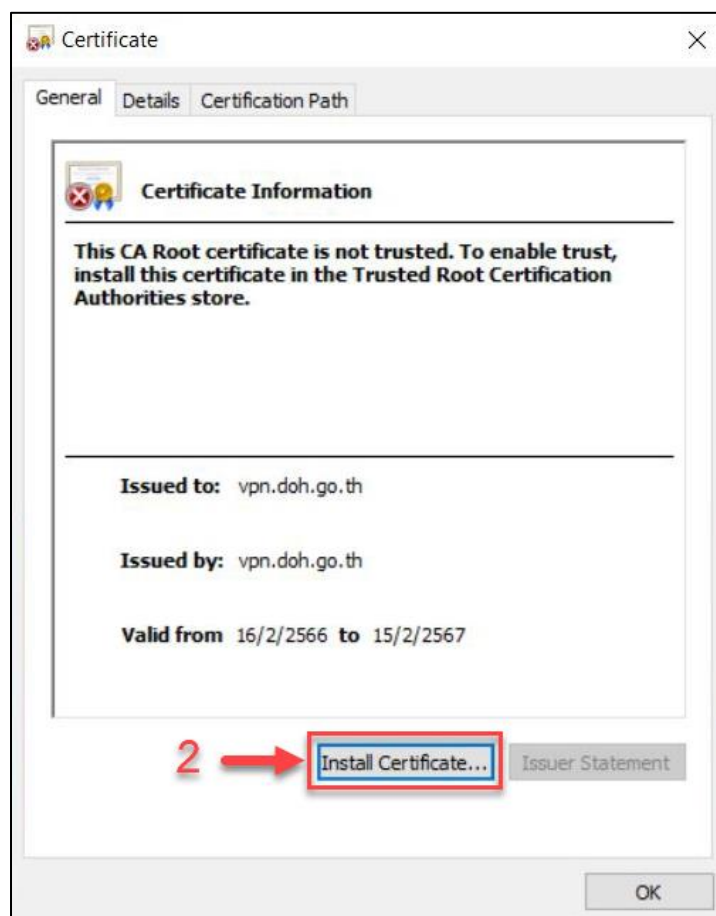 Certificate
General Details Certification Path
Certificate Information
This CA Root certificate is not trusted. To enable trust,
install this certificate in the Trusted Root Certification
Authorities store.
Issued to: vpn.doh.go.th
Issued by: vpn.doh.go.th
Valid from 16/2/2566 to 15/2/2567
2 Install Certificate... Issuer Statement
OK